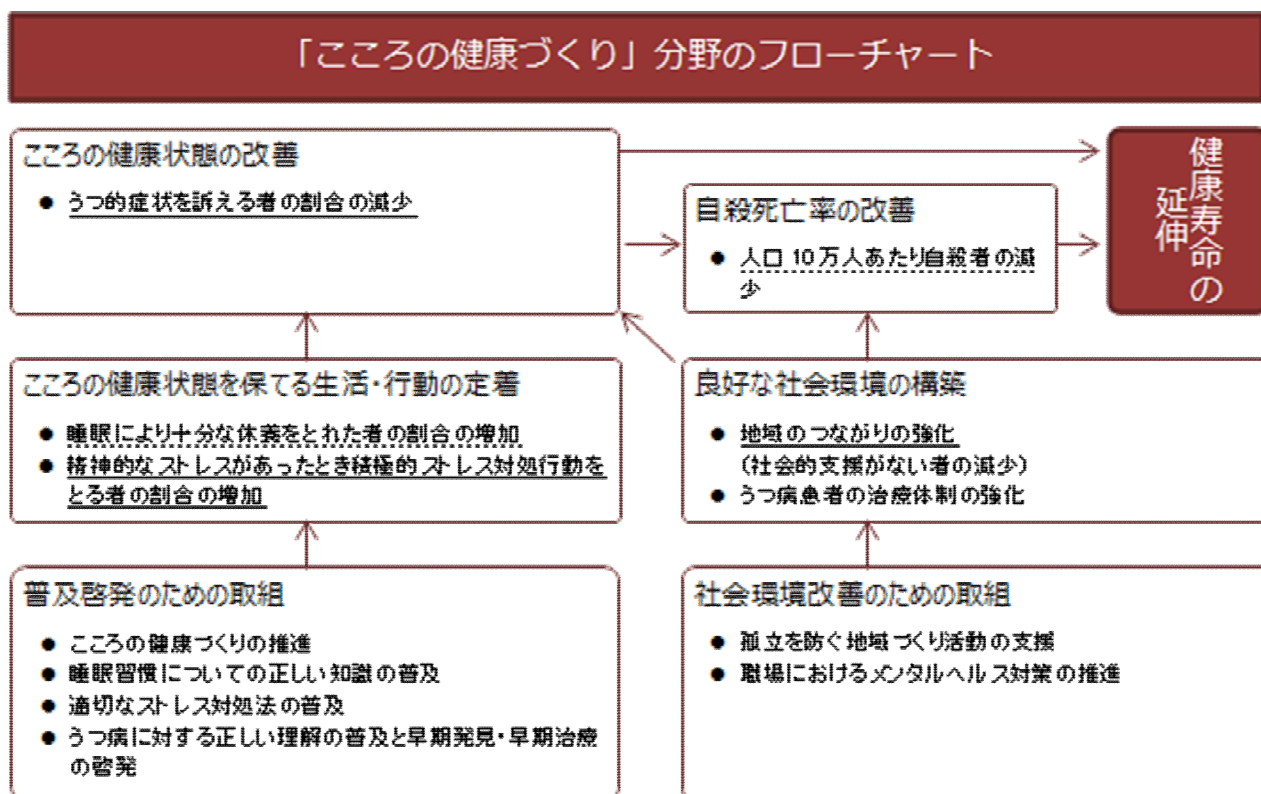 「こころの健康づくり」分野のフローチャート
こころの健康状態の改善
● うつ的症状を訴える者の割合の減少
自殺死亡率の改善
● 人口 10 万人あたり自殺者の減
少
健康寿命の
延伸
こころの健康状態を保てる生活・行動の定着
● 睡眠により十分な休養をとれた者の割合の増加
● 精神的なストレスがあったとき積極的ストレス対処行動を
とる者の割合の増加
良好な社会環境の構築
● 地域のつながりの強化
（社会的支援がない者の減少）
● うつ病患者の治療体制の強化
普及啓発のための取組
● こころの健康づくりの推進
● 睡眠習慣についての正しい知識の普及
● 適切なストレス対処法の普及
● うつ病に対する正しい理解の普及と早期発見・早期治療
の啓発
社会環境改善のための取組
● 孤立を防ぐ地域づくり活動の支援
● 職場におけるメンタルヘルス対策の推進